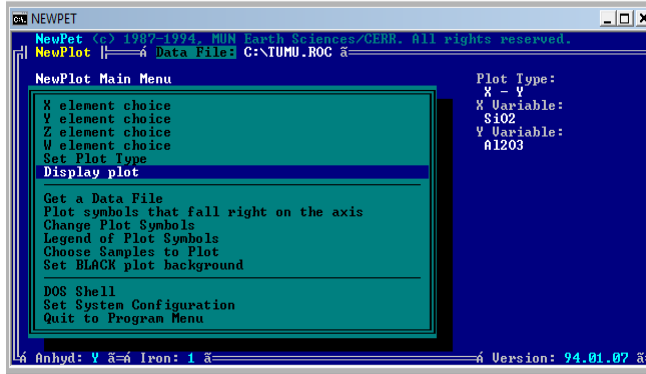 NEWPET
NewPet (c) 1987-1994, MUN Earth Sciences/CERR. All rights reserved.
NewPlot Data File: C:\TUMU.ROC
NewPlot Main Menu
X element choice
Y element choice
Z element choice
W element choice
Set Plot Type
Display plot
Get a Data File
Plot symbols that fall right on the axis
Change Plot Symbols
Legend of Plot Symbols
Choose Samples to Plot
Set BLACK plot background
DOS Shell
Set System Configuration
Quit to Program Menu
Plot Type:
X - Y
X Variable:
SiO2
Y Variable:
Al2O3
Anhyd: Y Iron: 1 Version: 94.01.07